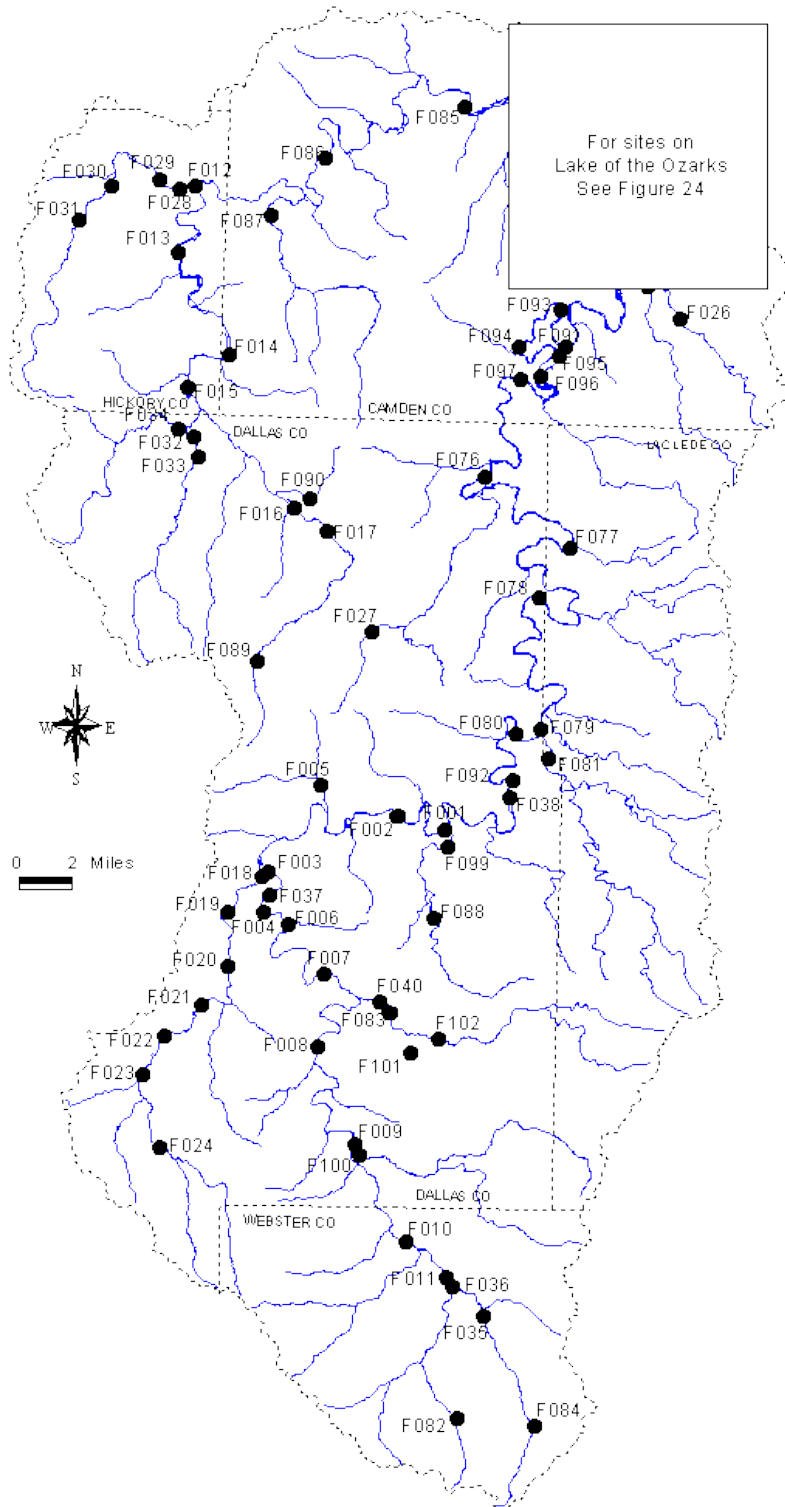 For sites on
Lake of the Ozarks
See Figure 24
F085
F086
F029
F012
F030
F028
F031
F087
F013
F093
F026
F094
F095
F014
F097
F096
F015
HICKORY CO
CAMDEN CO
F032
DALLAS CO
LACLEDE CO
F033
F076
F090
F016
F017
F077
F078
F027
F089
N
W E
S
F080
F079
F081
F005
F092
F038
F002
F001
F099
0 2 Miles
F003
F018
F037
F019
F004
F006
F088
F020
F007
F021
F040
F083
F102
F022
F008
F101
F023
F009
F024
F100
DALLAS CO
WEBSTER CO
F010
F011
F036
F035
F082
F084